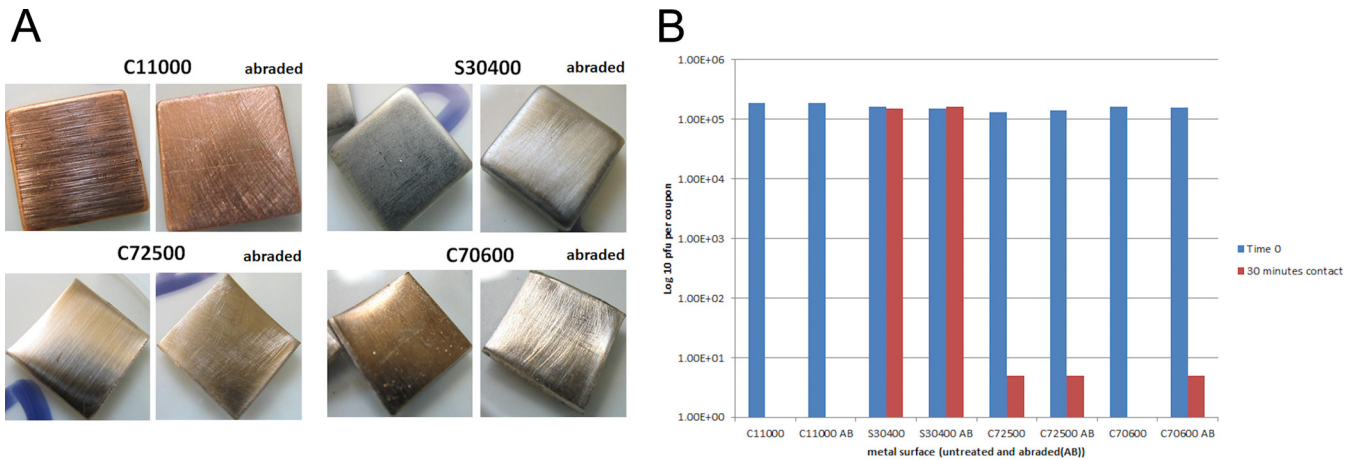 A
C11000 abraded
S30400 abraded
C72500 abraded
C70600 abraded
B
1.00E+06
1.00E+05
1.00E+04
1.00E+03
1.00E+02
1.00E+01
1.00E+00
Log 10 pfu per coupon
C11000 C11000 AB S30400 S30400 AB C72500 C72500 AB C70600 C70600 AB
metal surface (untreated and abraded(AB))
Time 0
30 minutes contact